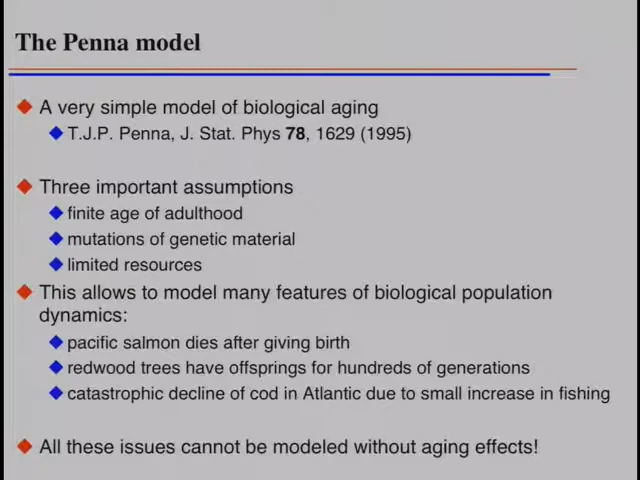 The Penna model
A very simple model of biological aging
T.J.P. Penna, J. Stat. Phys 78, 1629 (1995)
Three important assumptions
finite age of adulthood
mutations of genetic material
limited resources
This allows to model many features of biological population
dynamics:
pacific salmon dies after giving birth
redwood trees have offsprings for hundreds of generations
catastrophic decline of cod in Atlantic due to small increase in fishing
All these issues cannot be modeled without aging effects!